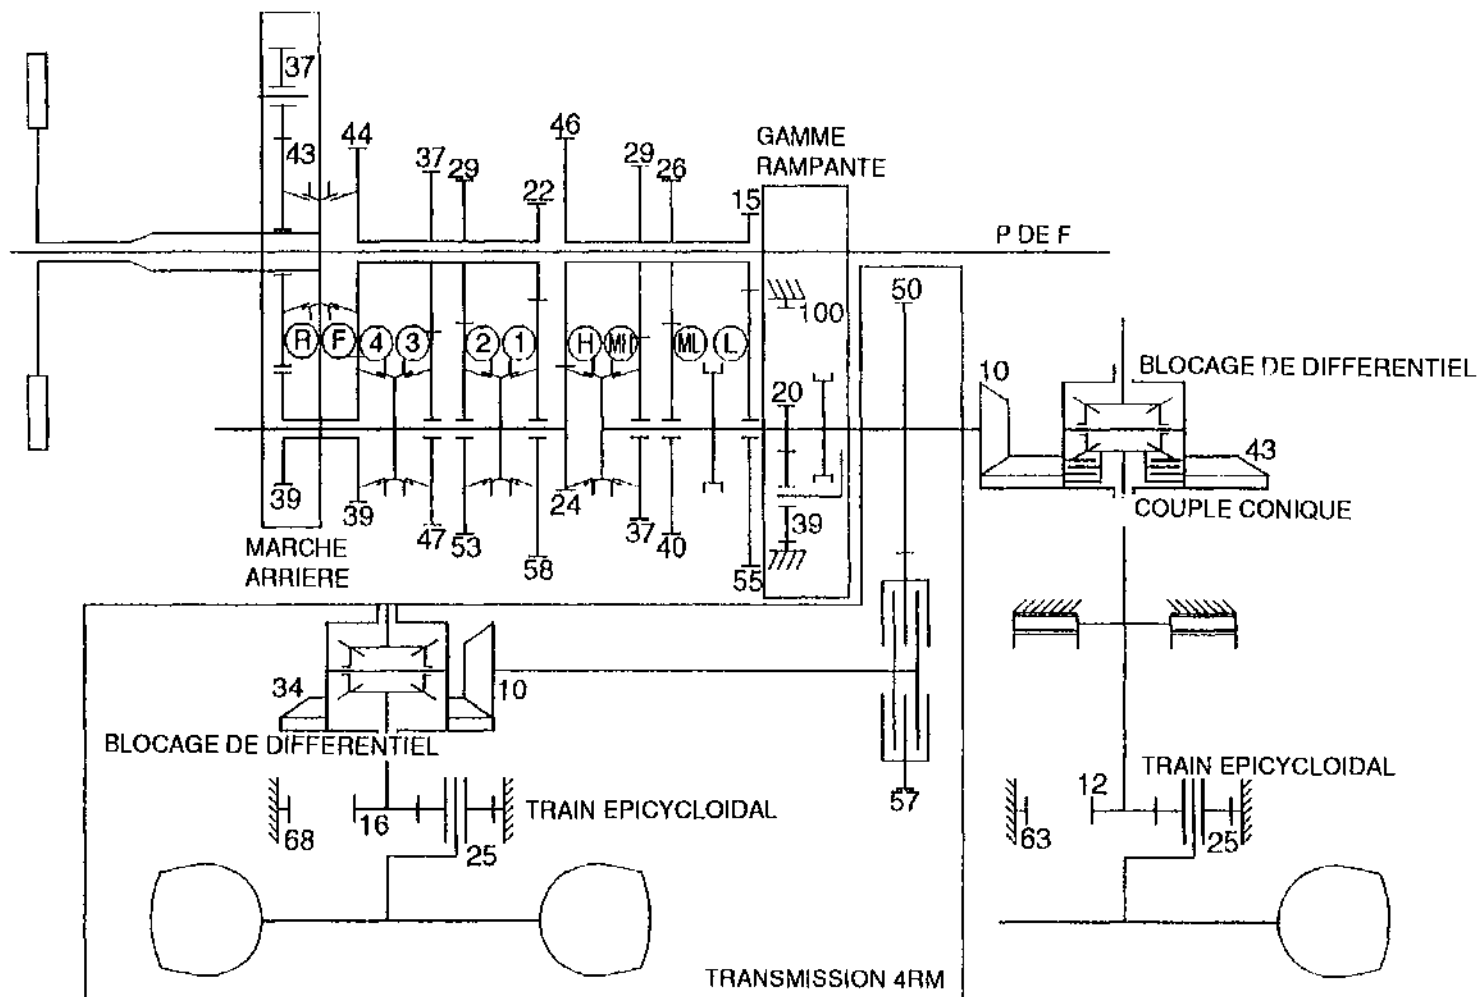 37
43
44
37
29
22
46
29
26
15
GAMME
RAMPANTE
P DE F
100
50
R
F
4
3
2
1
H
ML
L
20
10
BLOCAGE DE DIFFERENTIEL
43
COUPLE CONIQUE
39
39
47
53
58
24
37
40
55
39
MARCHE
ARRIERE
34
10
BLOCAGE DE DIFFERENTIEL
57
TRAIN EPICYCLOIDAL
68
16
25
TRAIN EPICYCLOIDAL
12
63
25
TRANSMISSION 4RM